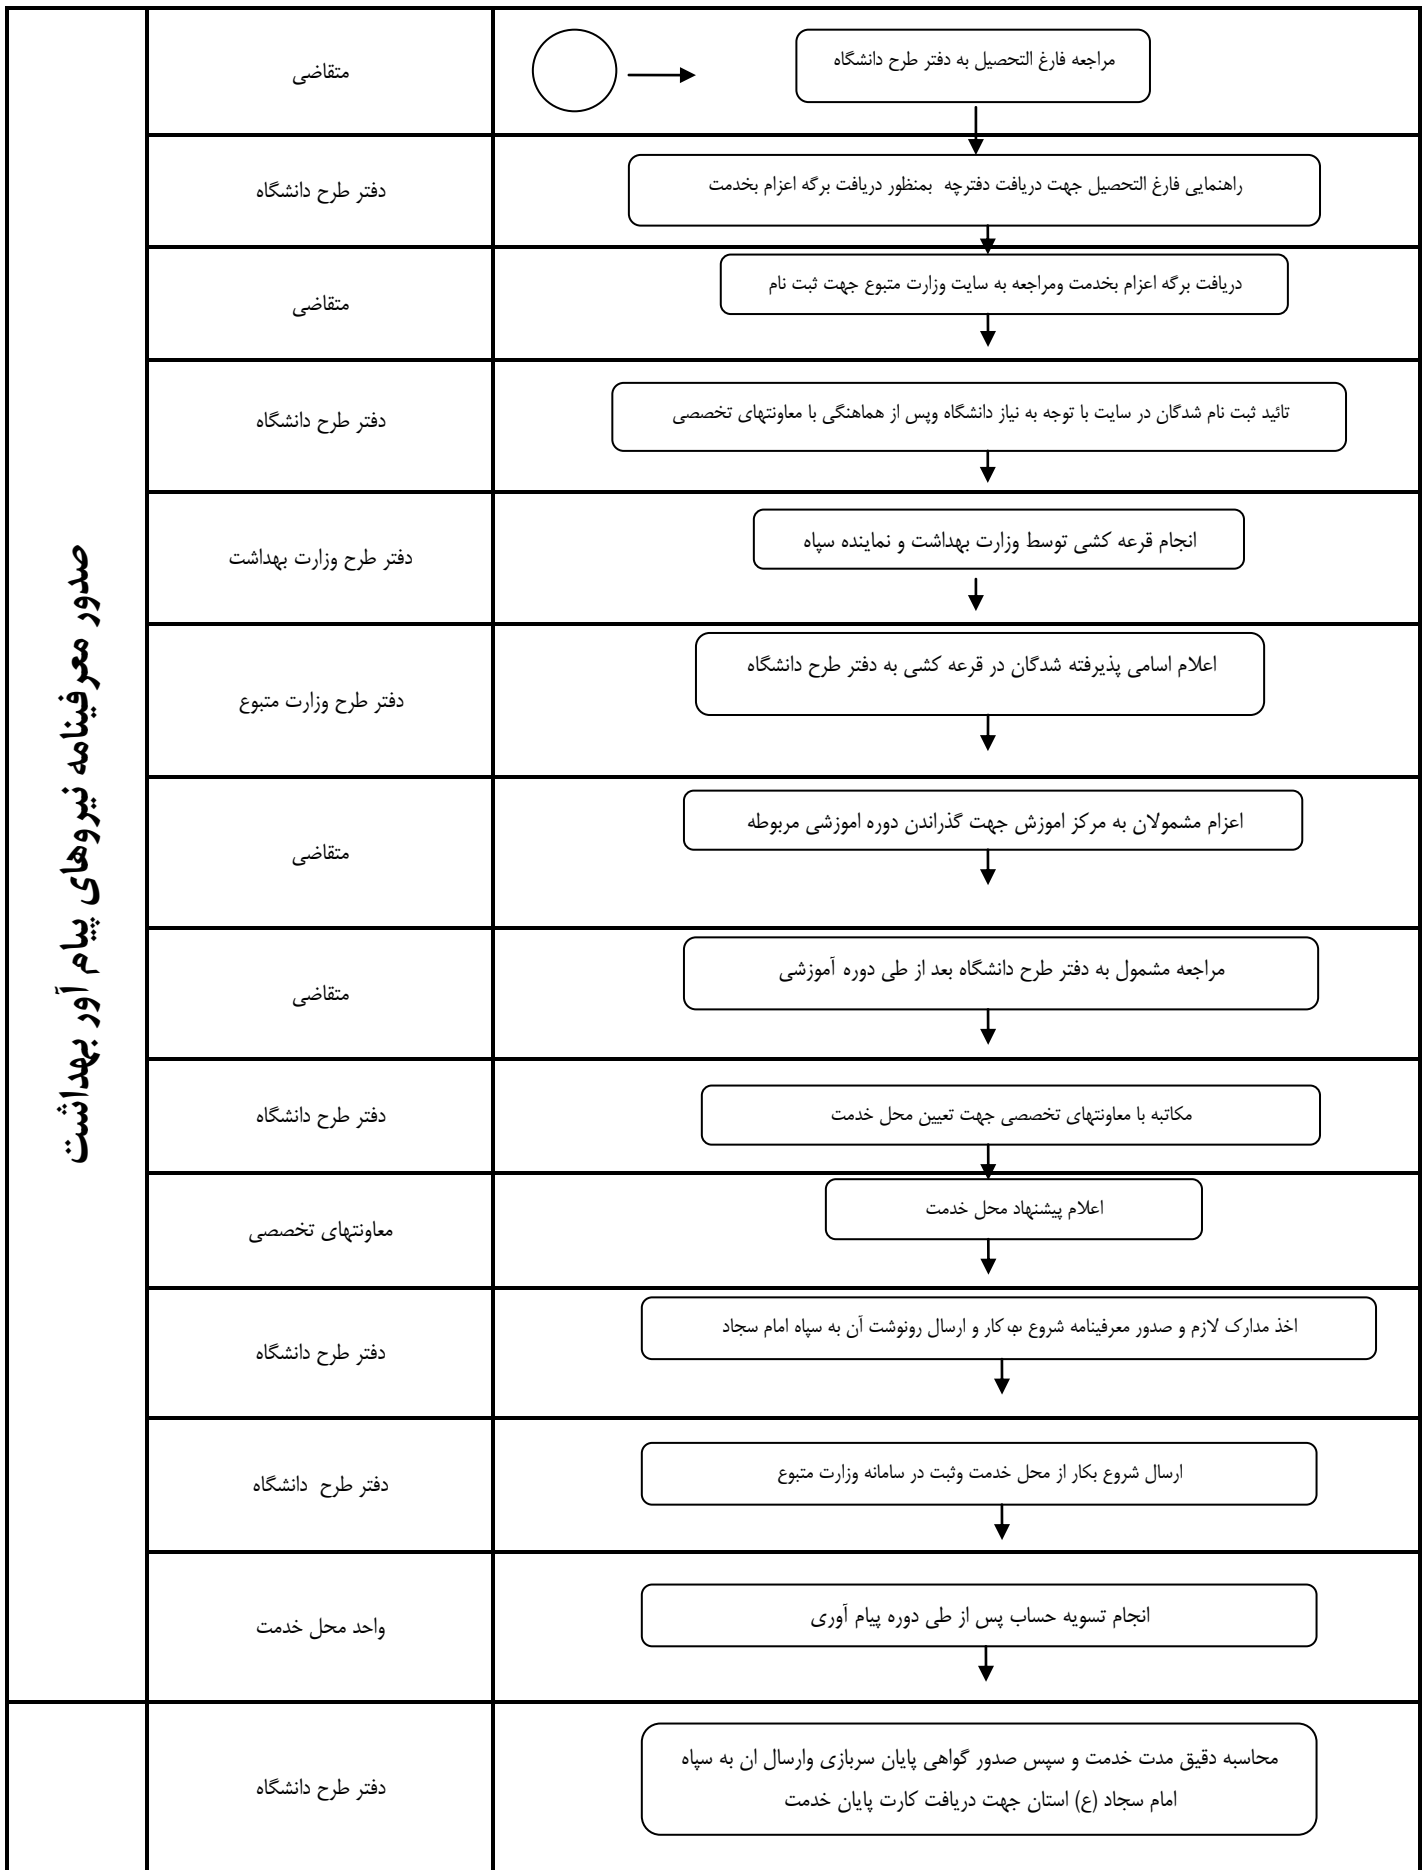 صدور معرفینامه نیروهای پیام آور بهداشت
مراجعه فارغ التحصیل به دفتر طرح دانشگاه
متقاضی
راهنمایی فارغ التحصیل جهت دریافت دفترچه بمنظور دریافت برگه اعزام بخدمت
دفتر طرح دانشگاه
دریافت برگه اعزام بخدمت ومراجعه به سایت وزارت متبوع جهت ثبت نام
متقاضی
تائید ثبت نام شدگان در سایت با توجه به نیاز دانشگاه وپس از هماهنگی با معاونتهای تخصصی
دفتر طرح دانشگاه
انجام قرعه کشی توسط وزارت بهداشت و نماینده سپاه
دفتر طرح وزارت بهداشت
اعلام اسامی پذیرفته شدگان در قرعه کشی به دفتر طرح دانشگاه
دفتر طرح وزارت متبوع
اعزام مشمولان به مرکز اموزش جهت گذراندن دوره اموزشی مربوطه
متقاضی
مراجعه مشمول به دفتر طرح دانشگاه بعد از طی دوره آموزشی
متقاضی
مکاتبه با معاونتهای تخصصی جهت تعیین محل خدمت
دفتر طرح دانشگاه
اعلام پیشنهاد محل خدمت
معاونتهای تخصصی
اخذ مدارک لازم و صدور معرفینامه شروع به کار و ارسال رونوشت آن به سپاه امام سجاد
دفتر طرح دانشگاه
ارسال شروع بکار از محل خدمت وثبت در سامانه وزارت متبوع
دفتر طرح دانشگاه
انجام تسویه حساب پس از طی دوره پیام آوری
واحد محل خدمت
محاسبه دقیق مدت خدمت و سپس صدور گواهی پایان سربازی وارسال ان به سپاه
امام سجاد (ع) استان جهت دریافت کارت پایان خدمت
دفتر طرح دانشگاه